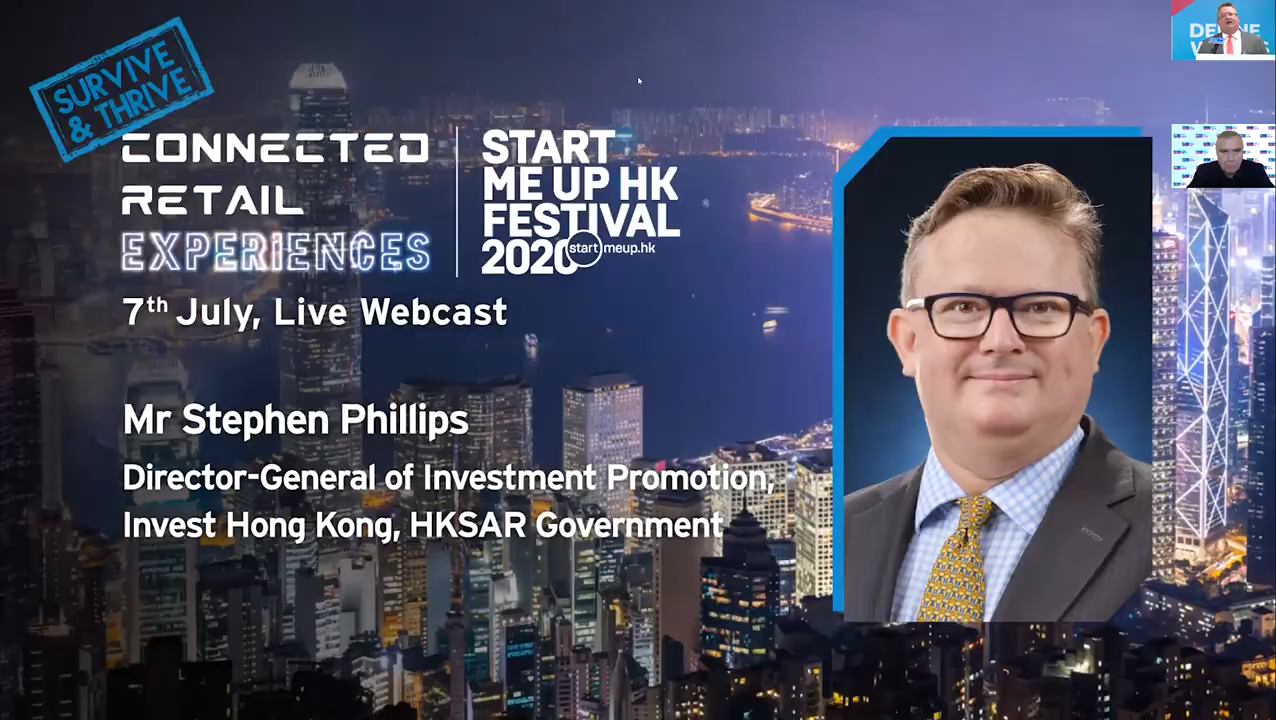 SURVIVE
& THRIVE
CONNECTED
RETAIL
EXPERIENCES
START
ME UP HK
FESTIVAL
2020 startmeup.hk
7th July, Live Webcast
Mr Stephen Phillips
Director-General of Investment Promotion,
Invest Hong Kong, HKSAR Government